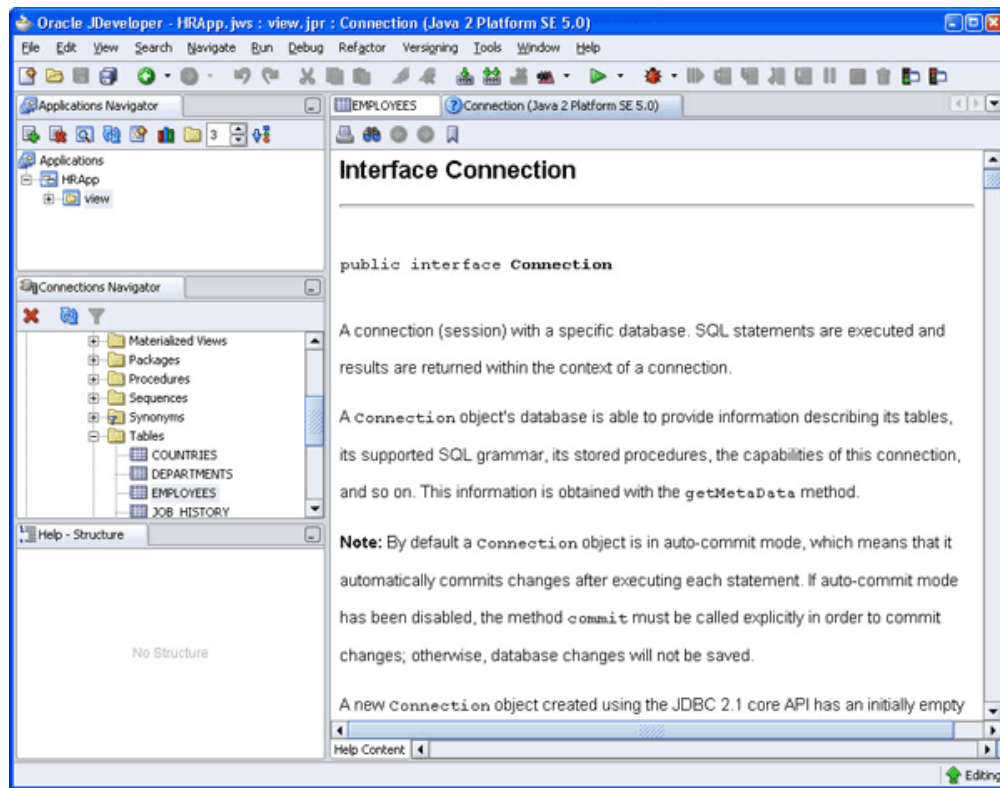 Oracle JDeveloper - HRApp.jws : view.jpr : Connection (Java 2 Platform SE 5.0)
File Edit View Search Navigate Run Debug Refactor Versioning Tools Window Help
Applications Navigator
3
Applications
HRApp
view
Connections Navigator
Materialized Views
Packages
Procedures
Sequences
Synonyms
Tables
COUNTRIES
DEPARTMENTS
EMPLOYEES
JOB_HISTORY
Help - Structure
No Structure
EMPLOYEES Connection (Java 2 Platform SE 5.0)
Interface Connection
public interface Connection
A connection (session) with a specific database. SQL statements are executed and
results are returned within the context of a connection.
A Connection object's database is able to provide information describing its tables,
its supported SQL grammar, its stored procedures, the capabilities of this connection,
and so on. This information is obtained with the getMetaData method.
Note: By default a Connection object is in auto-commit mode, which means that it
automatically commits changes after executing each statement. If auto-commit mode
has been disabled, the method commit must be called explicitly in order to commit
changes; otherwise, database changes will not be saved.
A new Connection object created using the JDBC 2.1 core API has an initially empty
Help Content
Editing